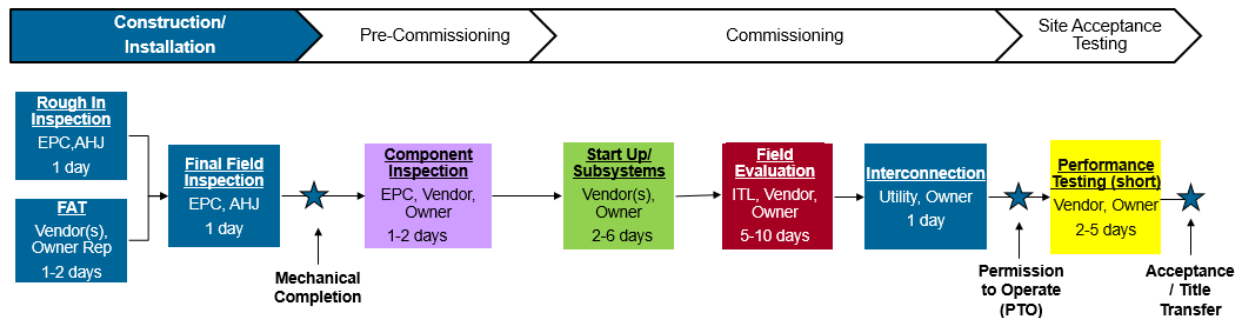 Construction/
Installation
Pre-Commissioning
Commissioning
Site Acceptance
Testing
Rough In
Inspection
EPC,AHJ
1 day
FAT
Vendor(s),
Owner Rep
1-2 days
Final Field
Inspection
EPC, AHJ
1 day
Mechanical
Completion
Component
Inspection
EPC, Vendor,
Owner
1-2 days
Start Up/
Subsystems
Vendor(s),
Owner
2-6 days
Field
Evaluation
ITL, Vendor,
Owner
5-10 days
Interconnection
Utility, Owner
1 day
Permission
to Operate
(PTO)
Performance
Testing (short)
Vendor, Owner
2-5 days
Acceptance
/ Title
Transfer